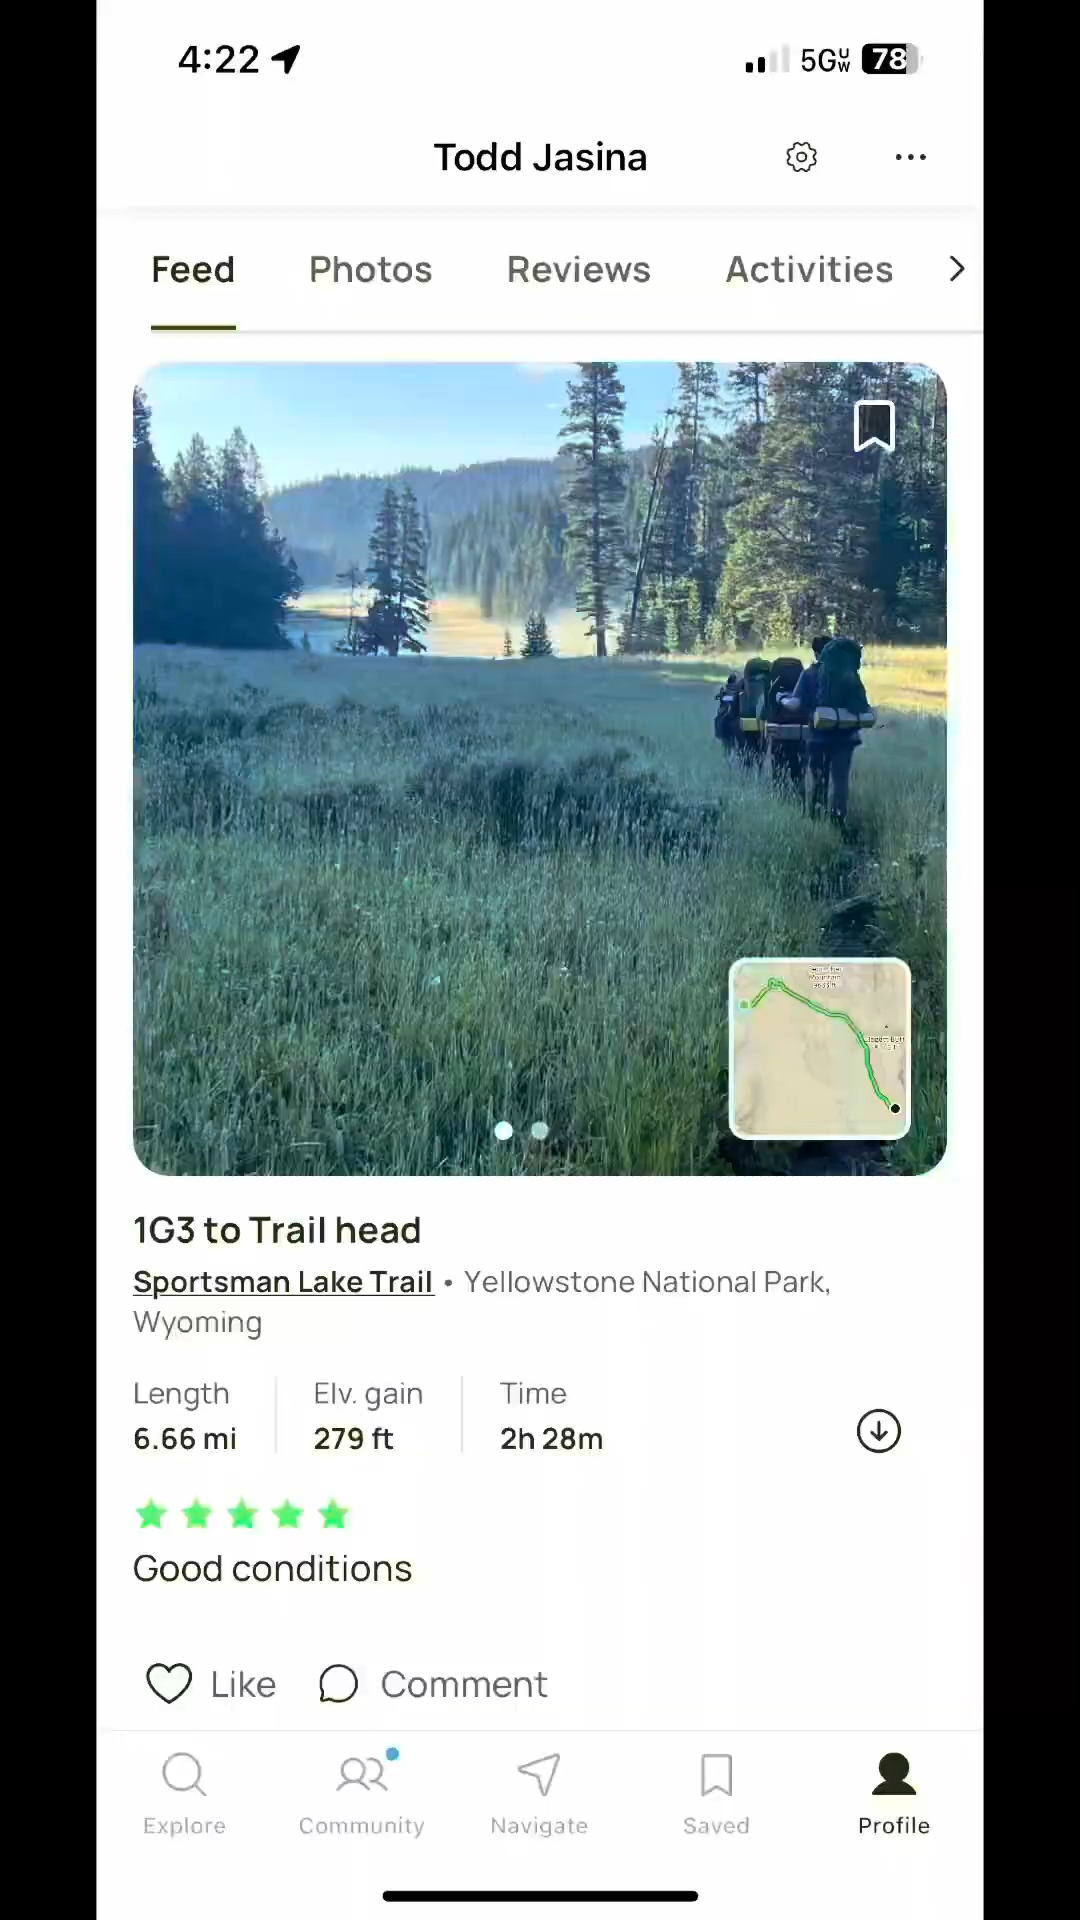 4:22
5GUW 78
Todd Jasina
Feed Photos Reviews Activities
1G3 to Trail head
Sportsman Lake Trail • Yellowstone National Park,
Wyoming
Length Elv. gain Time
6.66 mi 279 ft 2h 28m
Good conditions
Like Comment
Explore Community Navigate Saved Profile